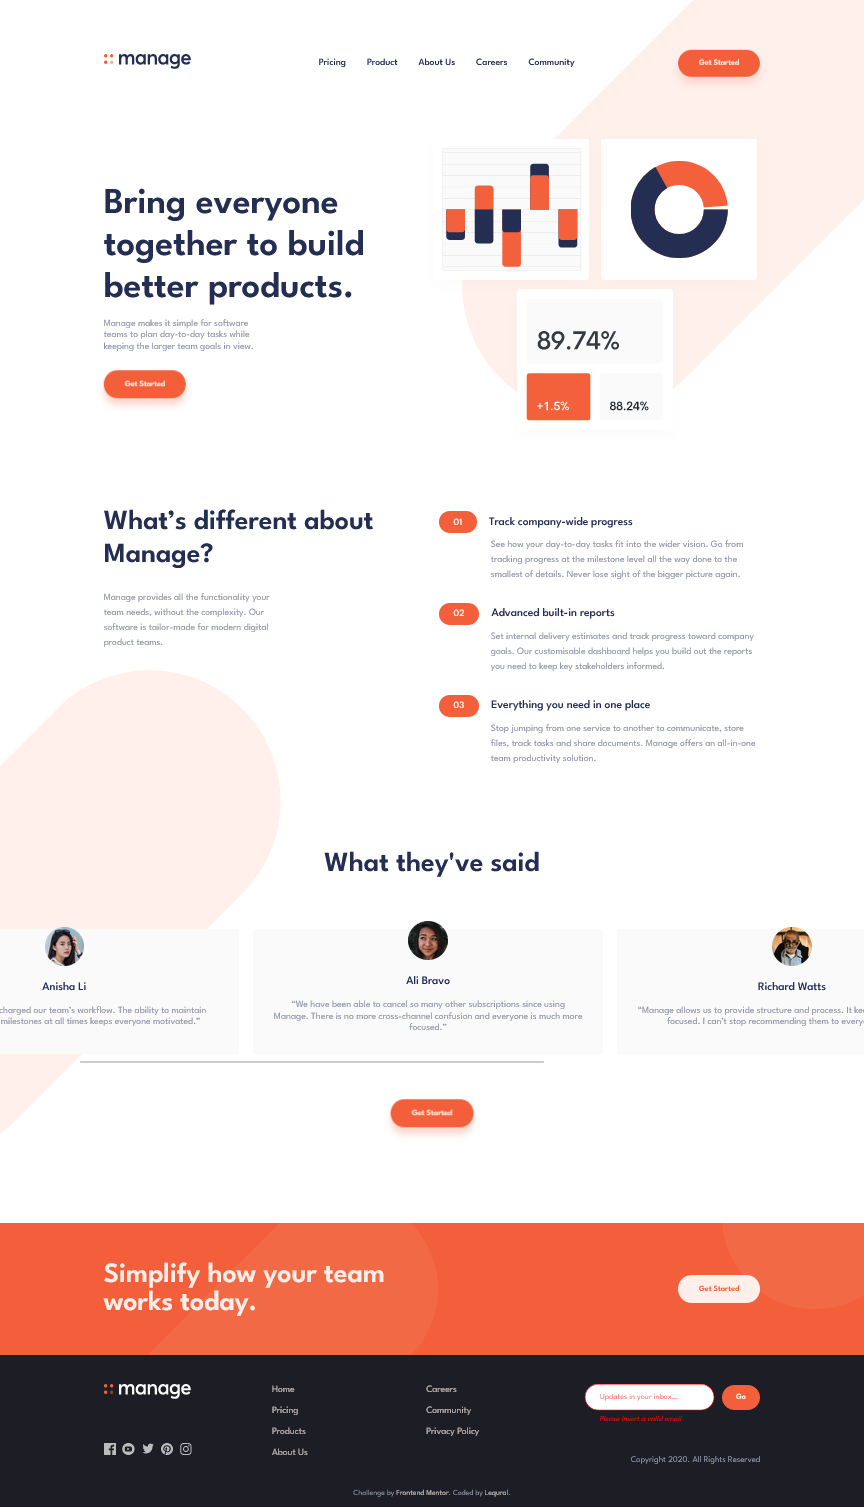 manage
Pricing Product About Us Careers Community
Get Started
Bring everyone
together to build
better products.
Manage makes it simple for software
teams to plan day-to-day tasks while
keeping the larger team goals in view.
Get Started
89.74%
+1.5%
88.24%
What’s different about
Manage?
Manage provides all the functionality your
team needs, without the complexity. Our
software is tailor-made for modern digital
product teams.
01 Track company-wide progress
See how your day-to-day tasks fit into the wider vision. Go from
tracking progress at the milestone level all the way done to the
smallest of details. Never lose sight of the bigger picture again.
02 Advanced built-in reports
Set internal delivery estimates and track progress toward company
goals. Our customisable dashboard helps you build out the reports
you need to keep key stakeholders informed.
03 Everything you need in one place
Stop jumping from one service to another to communicate, store
files, track tasks and share documents. Manage offers an all-in-one
team productivity solution.
What they've said
Anisha Li
charged our team’s workflow. The ability to maintain
milestones at all times keeps everyone motivated.”
Ali Bravo
“We have been able to cancel so many other subscriptions since using
Manage. There is no more cross-channel confusion and everyone is much more
focused.”
Richard Watts
“Manage allows us to provide structure and process. It
focused. I can’t stop recommending them to
Get Started
Simplify how your team
works today.
Get Started
manage
Home
Pricing
Products
About Us
Careers
Community
Privacy Policy
Updates in your inbox...
Go
Please insert a valid email
Copyright 2020. All Rights Reserved
Challenge by Frontend Mentor. Coded by Lequral.